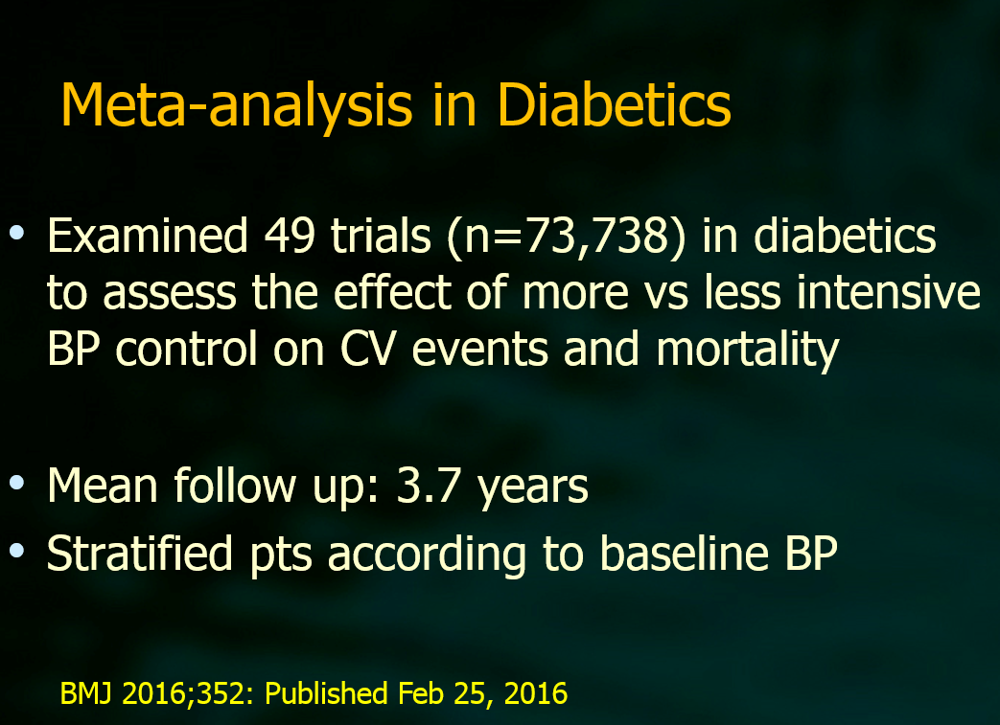 Meta-analysis in Diabetics
• Examined 49 trials (n=73,738) in diabetics
to assess the effect of more vs less intensive
BP control on CV events and mortality
• Mean follow up: 3.7 years
• Stratified pts according to baseline BP
BMJ 2016;352: Published Feb 25, 2016